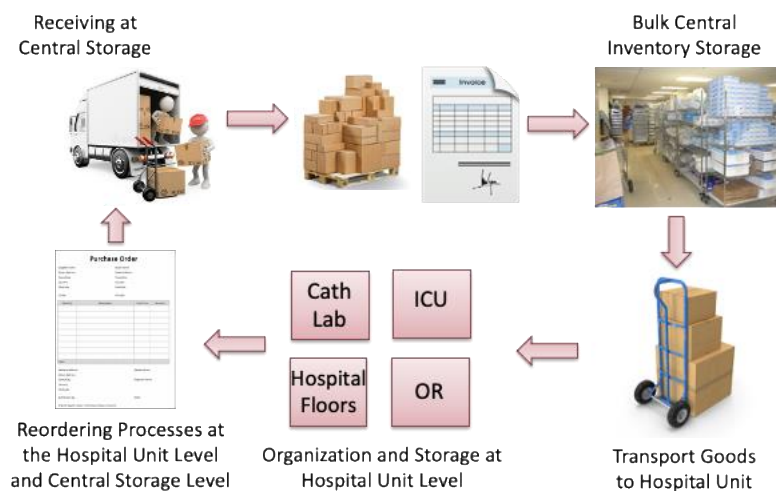 Receiving at
Central Storage
Bulk Central
Inventory Storage
Invoice
Purchase Order
Cath
Lab
ICU
Hospital
Floors
OR
Reordering Processes at
the Hospital Unit Level
and Central Storage Level
Organization and Storage at
Hospital Unit Level
Transport Goods
to Hospital Unit